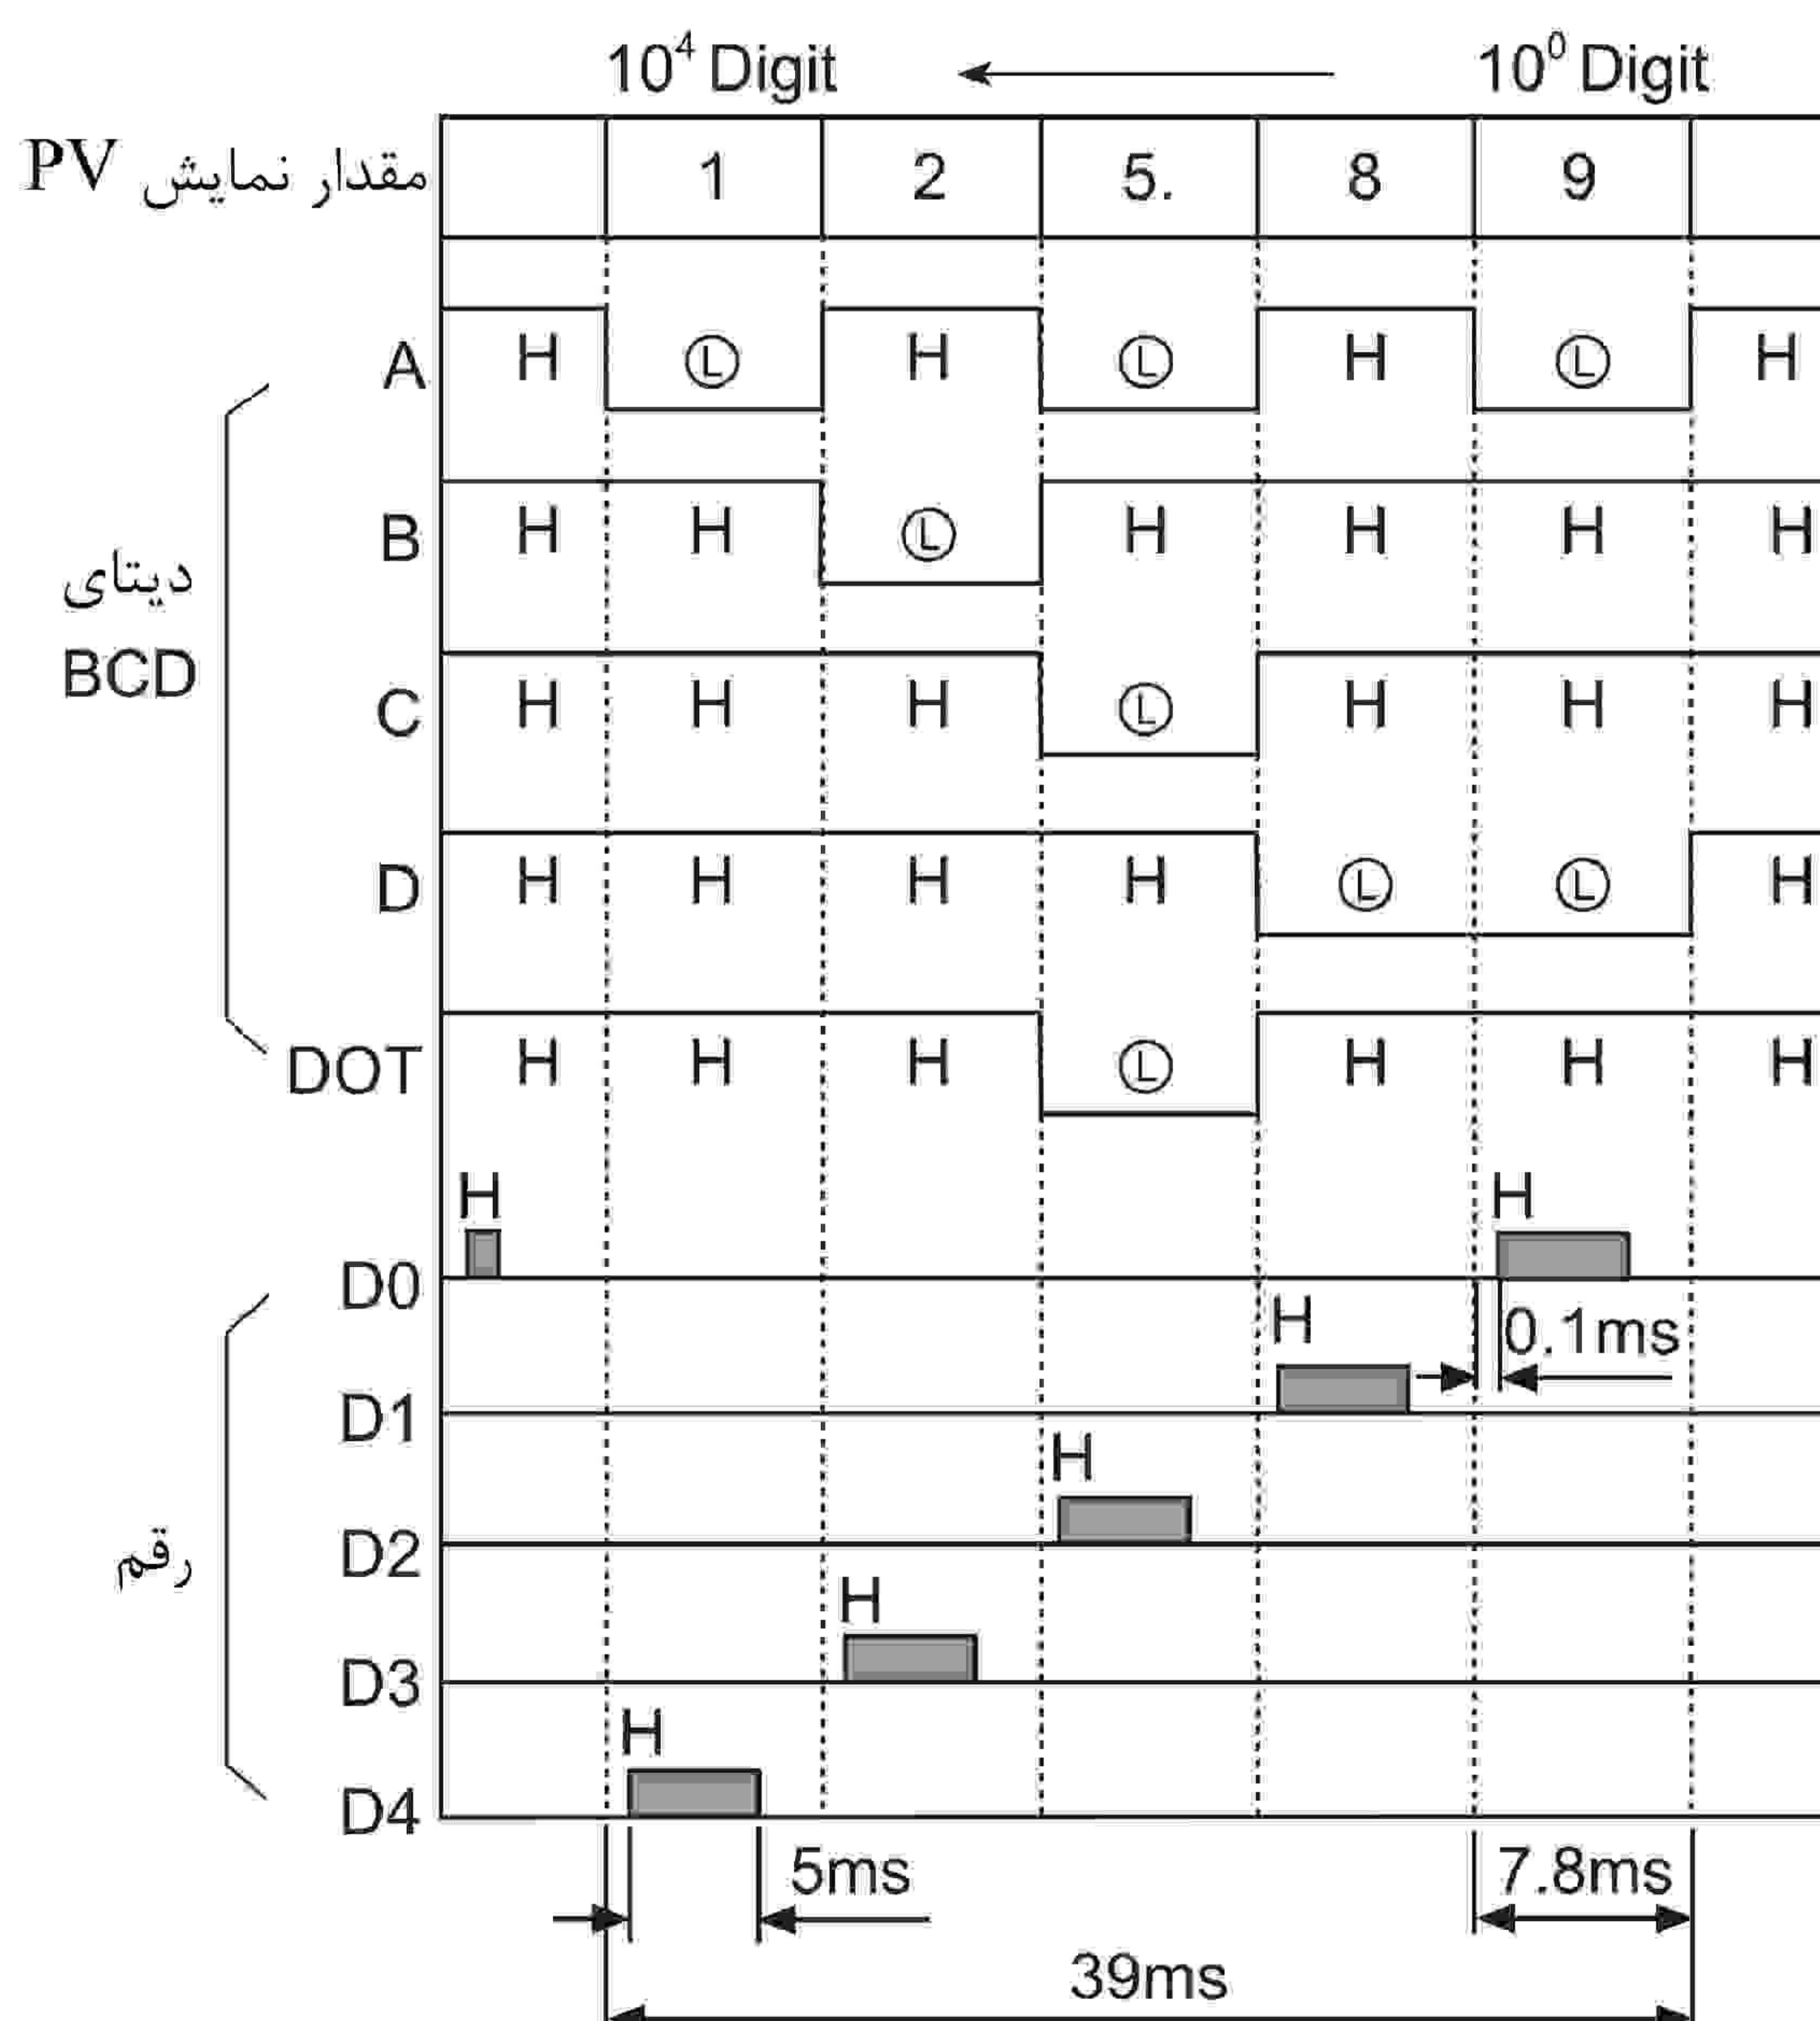 10⁴ Digit 10⁰ Digit
مقدار نمایش PV 1 2 5. 8 9
A H L H L H L H
B H H L H H H H
دیتای
BCD
C H H H L H H H
D H H H H L L H
DOT H H H L H H H
H H
D0
H 0.1ms
D1
H
D2
رقم
H
D3
H
D4
5ms 7.8ms
39ms